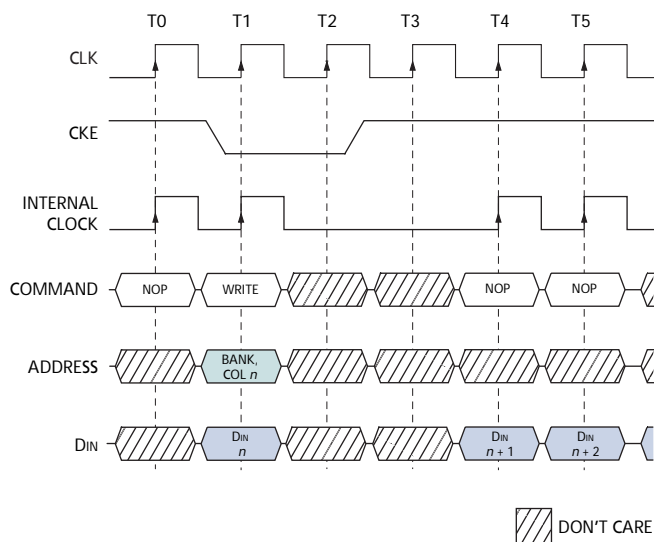 T0 T1 T2 T3 T4 T5
CLK
CKE
INTERNAL
CLOCK
COMMAND NOP WRITE NOP NOP
ADDRESS BANK,
COL n
DIN DIN
n DIN
n + 1 DIN
n + 2
DON'T CARE